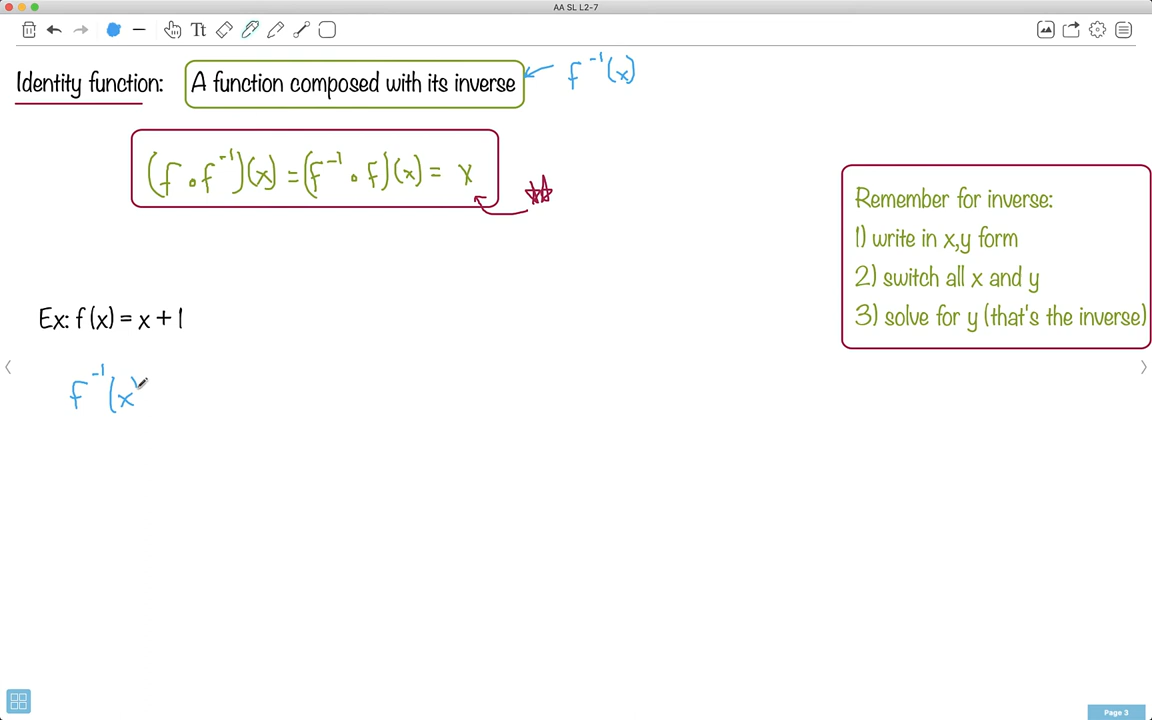 AA SL L2-7
Tt
Identity function: A function composed with its inverse f⁻¹(x)
(f∘f⁻¹)(x) = (f⁻¹∘f)(x) = x
Remember for inverse:
1) write in x,y form
2) switch all x and y
3) solve for y (that's the inverse)
Ex: f(x) = x + 1
f⁻¹(x)
Page 3